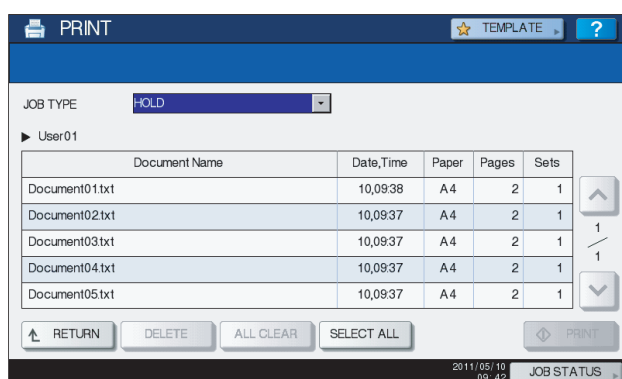 PRINT TEMPLATE ?
JOB TYPE HOLD
User01
Document Name Date,Time Paper Pages Sets
Document01.txt 10,09:38 A4 2 1
Document02.txt 10,09:37 A4 2 1
Document03.txt 10,09:37 A4 2 1
Document04.txt 10,09:37 A4 2 1
Document05.txt 10,09:37 A4 2 1
1
1
RETURN DELETE ALL CLEAR SELECT ALL PRINT
2011/05/10
09:42 JOB STATUS